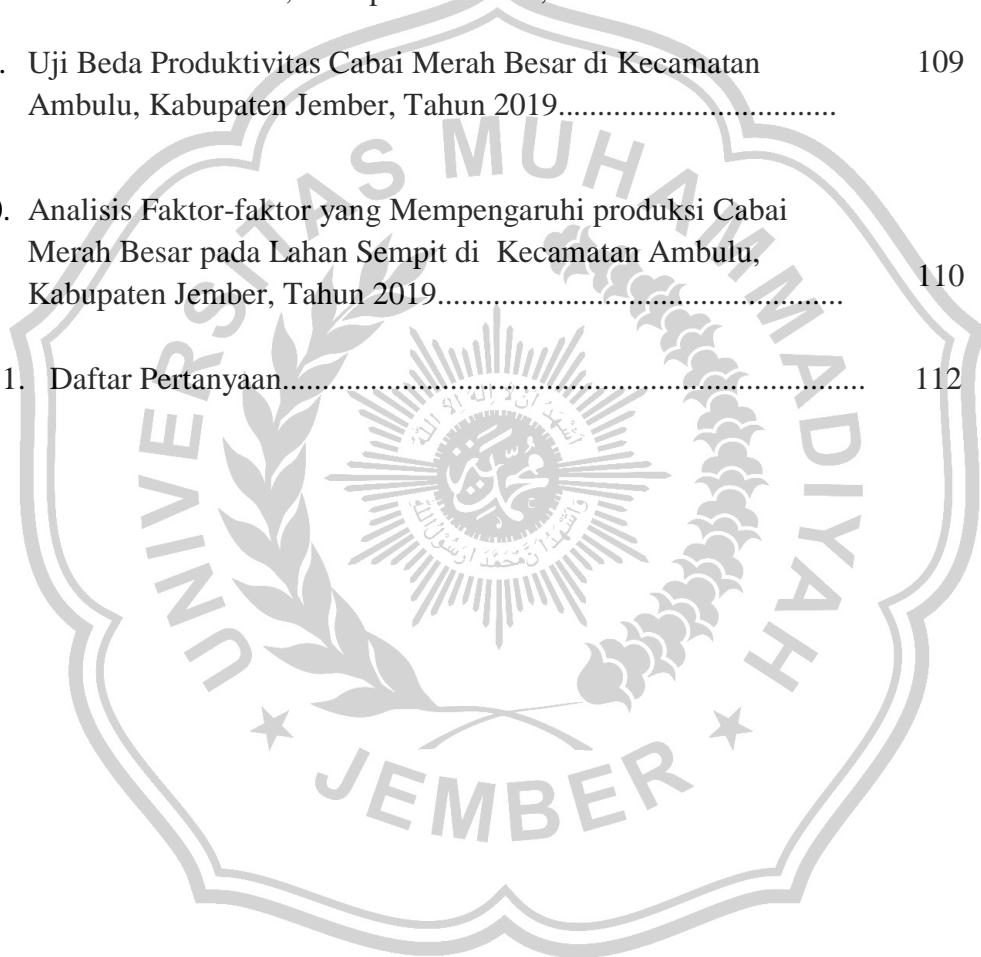 . Uji Beda Produktivitas Cabai Merah Besar di Kecamatan 109
Ambulu, Kabupaten Jember, Tahun 2019...................................
. Analisis Faktor-faktor yang Mempengaruhi produksi Cabai
Merah Besar pada Lahan Sempit di Kecamatan Ambulu,
Kabupaten Jember, Tahun 2019................................................... 110
1. Daftar Pertanyaan......................................................................... 112
UNIVERSITAS MUHAMMADIYAH
JEMBER